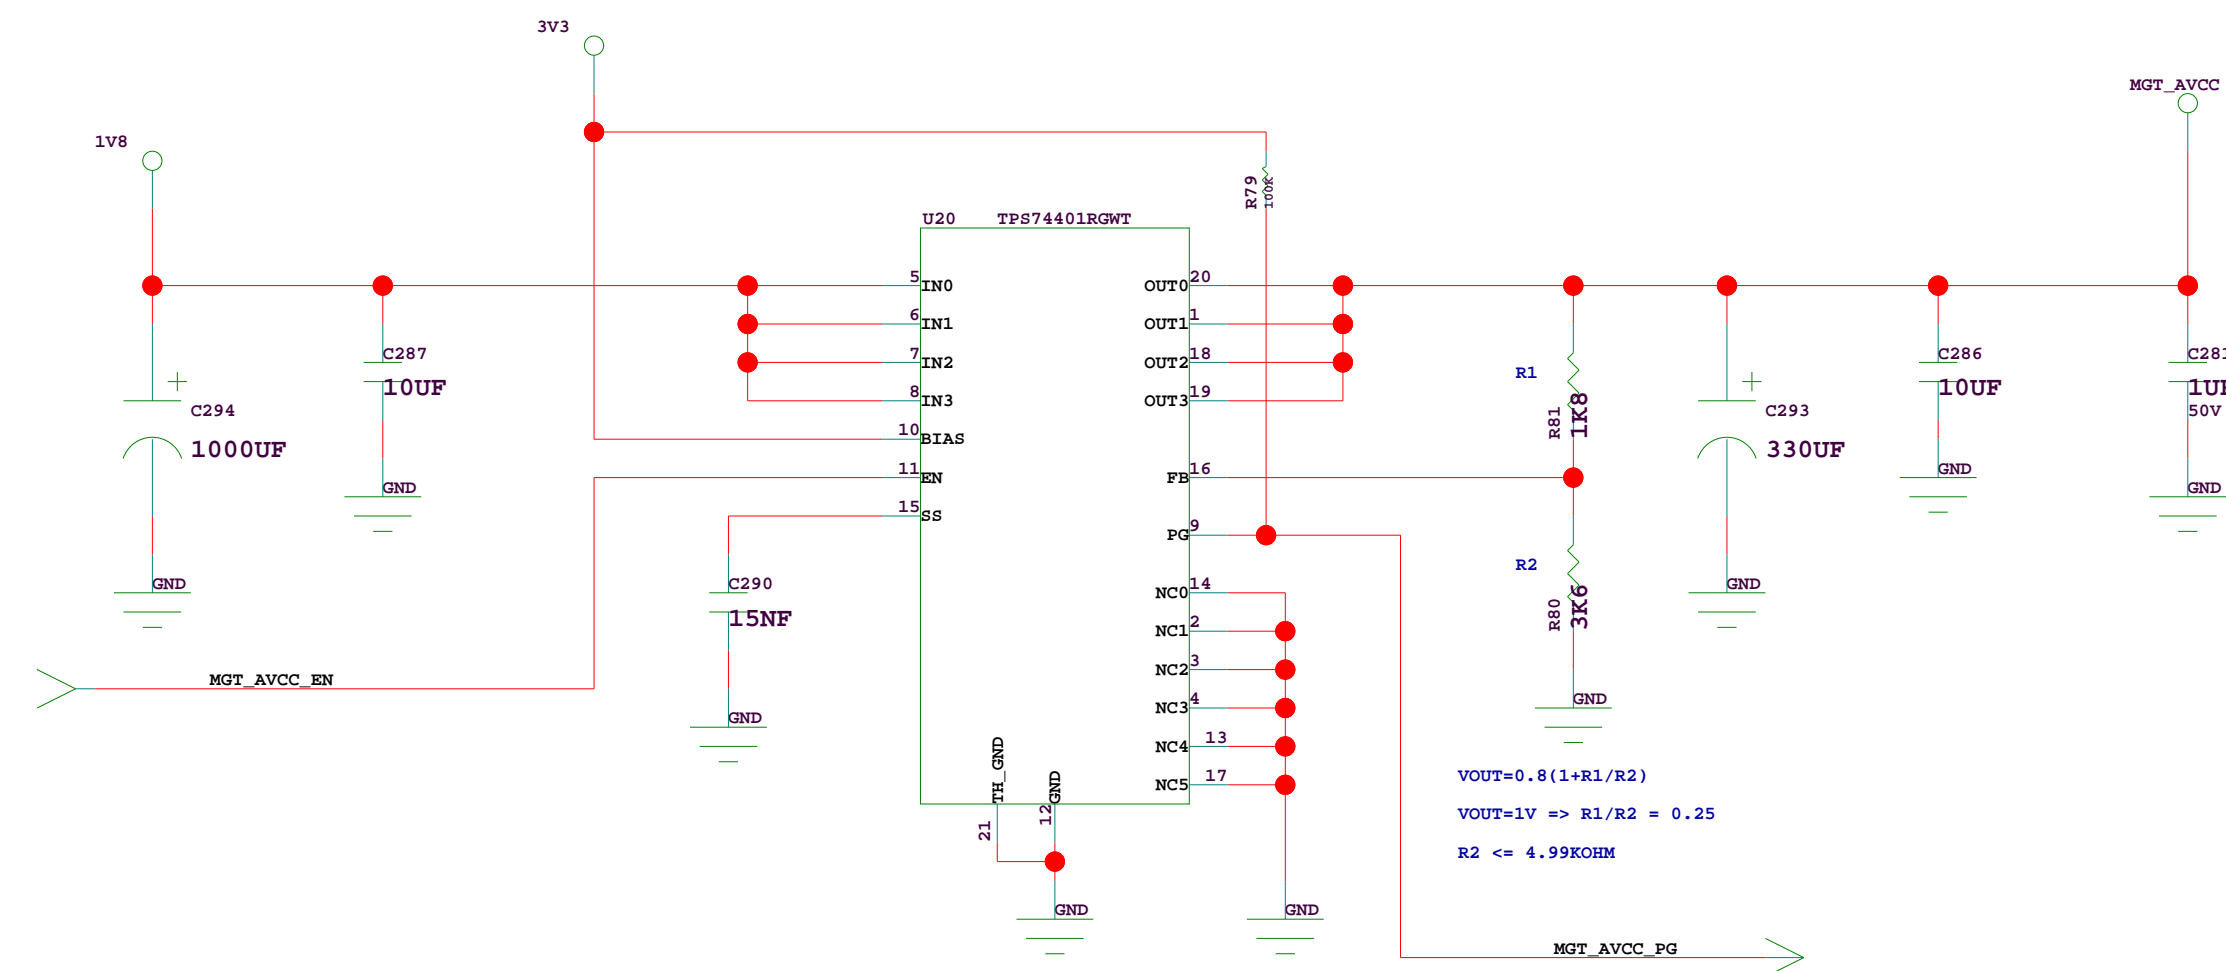 3V3
MGT_AVCC
1V8
R79
100K
U20 TPS74401RGWT
5 IN0
6 IN1
7 IN2
8 IN3
10 BIAS
11 EN
15 SS
OUT0 20
OUT1 1
OUT2 18
OUT3 19
FB 16
PG 9
NC0 14
NC1 2
NC2 3
NC3 4
NC4 13
NC5 17
TH_GND
21
GND
12
C294
1000UF
GND
C287
10UF
GND
C290
15NF
GND
MGT_AVCC_EN
R1
R81
1K8
R2
R80
3K6
GND
C293
330UF
GND
C286
10UF
GND
C281
1UF
50V
GND
GND
GND
VOUT=0.8(1+R1/R2)
VOUT=1V => R1/R2 = 0.25
R2 <= 4.99KOHM
MGT_AVCC_PG